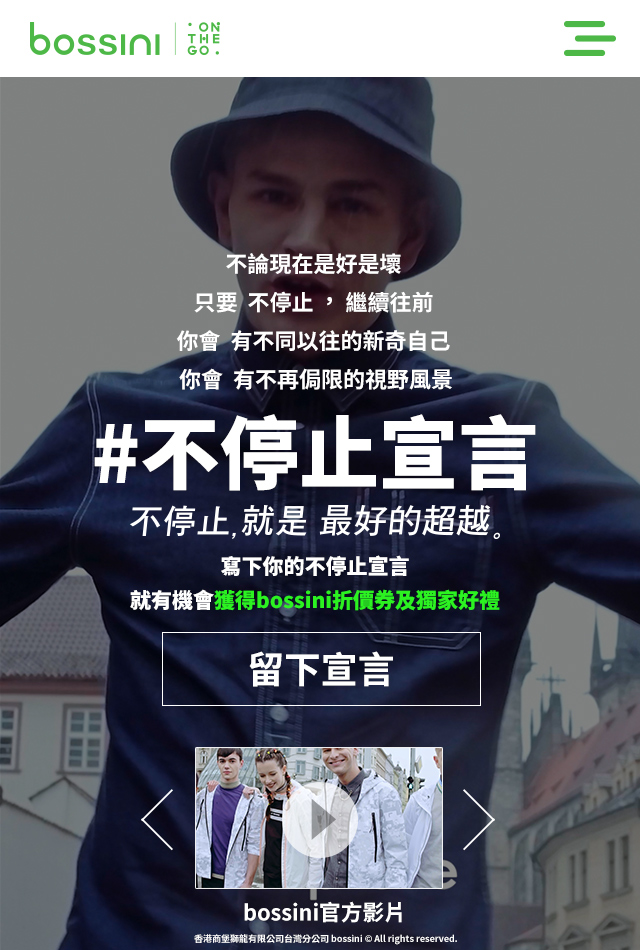 bossini
ON
THE
GO
不論現在是好是壞
只要 不停止，繼續往前
你會 有不同以往的新奇自己
你會 有不再侷限的視野風景
#不停止宣言
不停止,就是 最好的超越。
寫下你的不停止宣言
就有機會獲得bossini折價券及獨家好禮
留下宣言
bossini官方影片
香港商堡獅龍有限公司台灣分公司 bossini © All rights reserved.